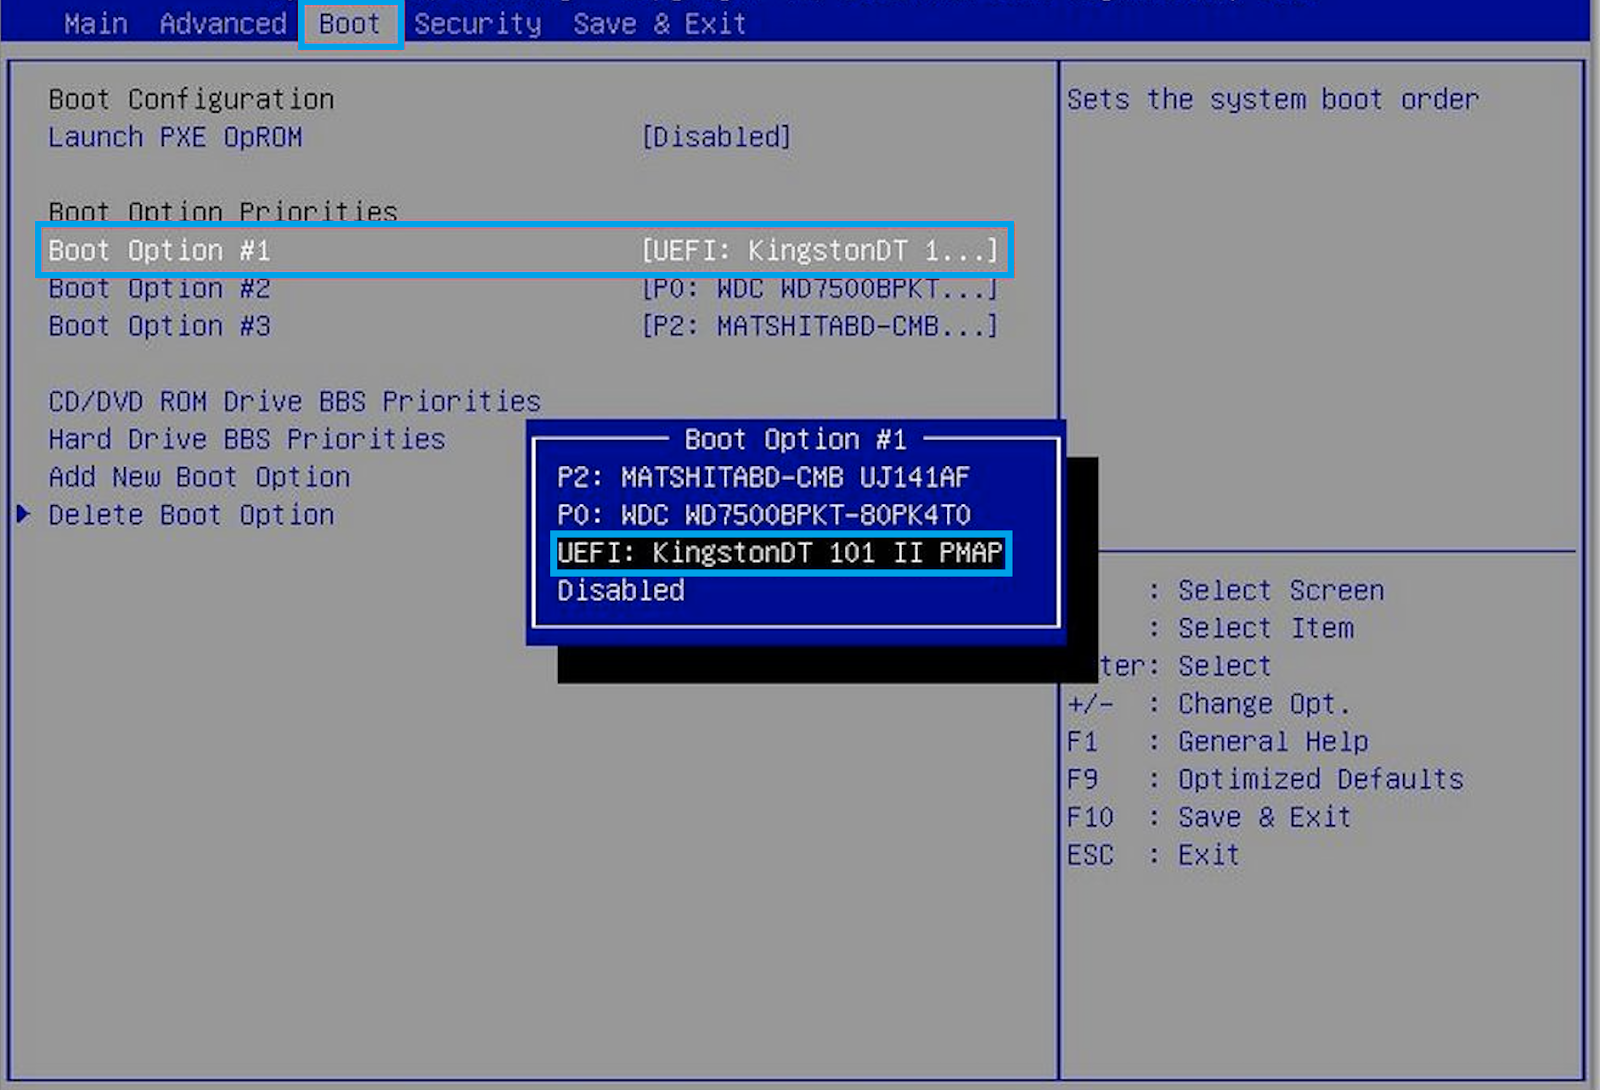 Main Advanced Boot Security Save & Exit
Boot Configuration
Launch PXE OpROM [Disabled]
Boot Option Priorities
Boot Option #1 [UEFI: KingstonDT 1...]
Boot Option #2 [P0: WDC WD7500BPKT...]
Boot Option #3 [P2: MATSHITABD-CMB...]
CD/DVD ROM Drive BBS Priorities
Hard Drive BBS Priorities
Add New Boot Option
Delete Boot Option
Boot Option #1
P2: MATSHITABD-CMB UJ141AF
P0: WDC WD7500BPKT-80PK4T0
UEFI: KingstonDT 101 II PMAP
Disabled
Sets the system boot order
: Select Screen
: Select Item
ter: Select
+/- : Change Opt.
F1 : General Help
F9 : Optimized Defaults
F10 : Save & Exit
ESC : Exit